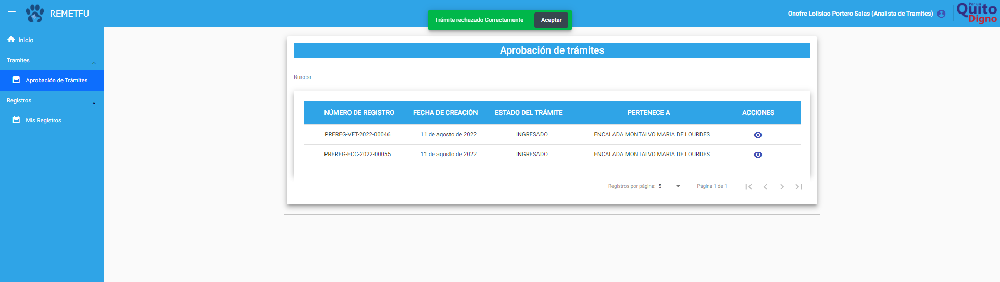 REMETFU
Trámite rechazado Correctamente Aceptar
Onofre Lolislao Portero Salas (Analista de Tramites)
Por un
Quito
Digno
Inicio
Tramites
Aprobación de Trámites
Registros
Mis Registros
Aprobación de trámites
Buscar
NÚMERO DE REGISTRO FECHA DE CREACIÓN ESTADO DEL TRÁMITE PERTENECE A ACCIONES
PREREG-VET-2022-00046 11 de agosto de 2022 INGRESADO ENCALADA MONTALVO MARIA DE LOURDES
PREREG-ECC-2022-00055 11 de agosto de 2022 INGRESADO ENCALADA MONTALVO MARIA DE LOURDES
Registros por página: 5 Página 1 de 1